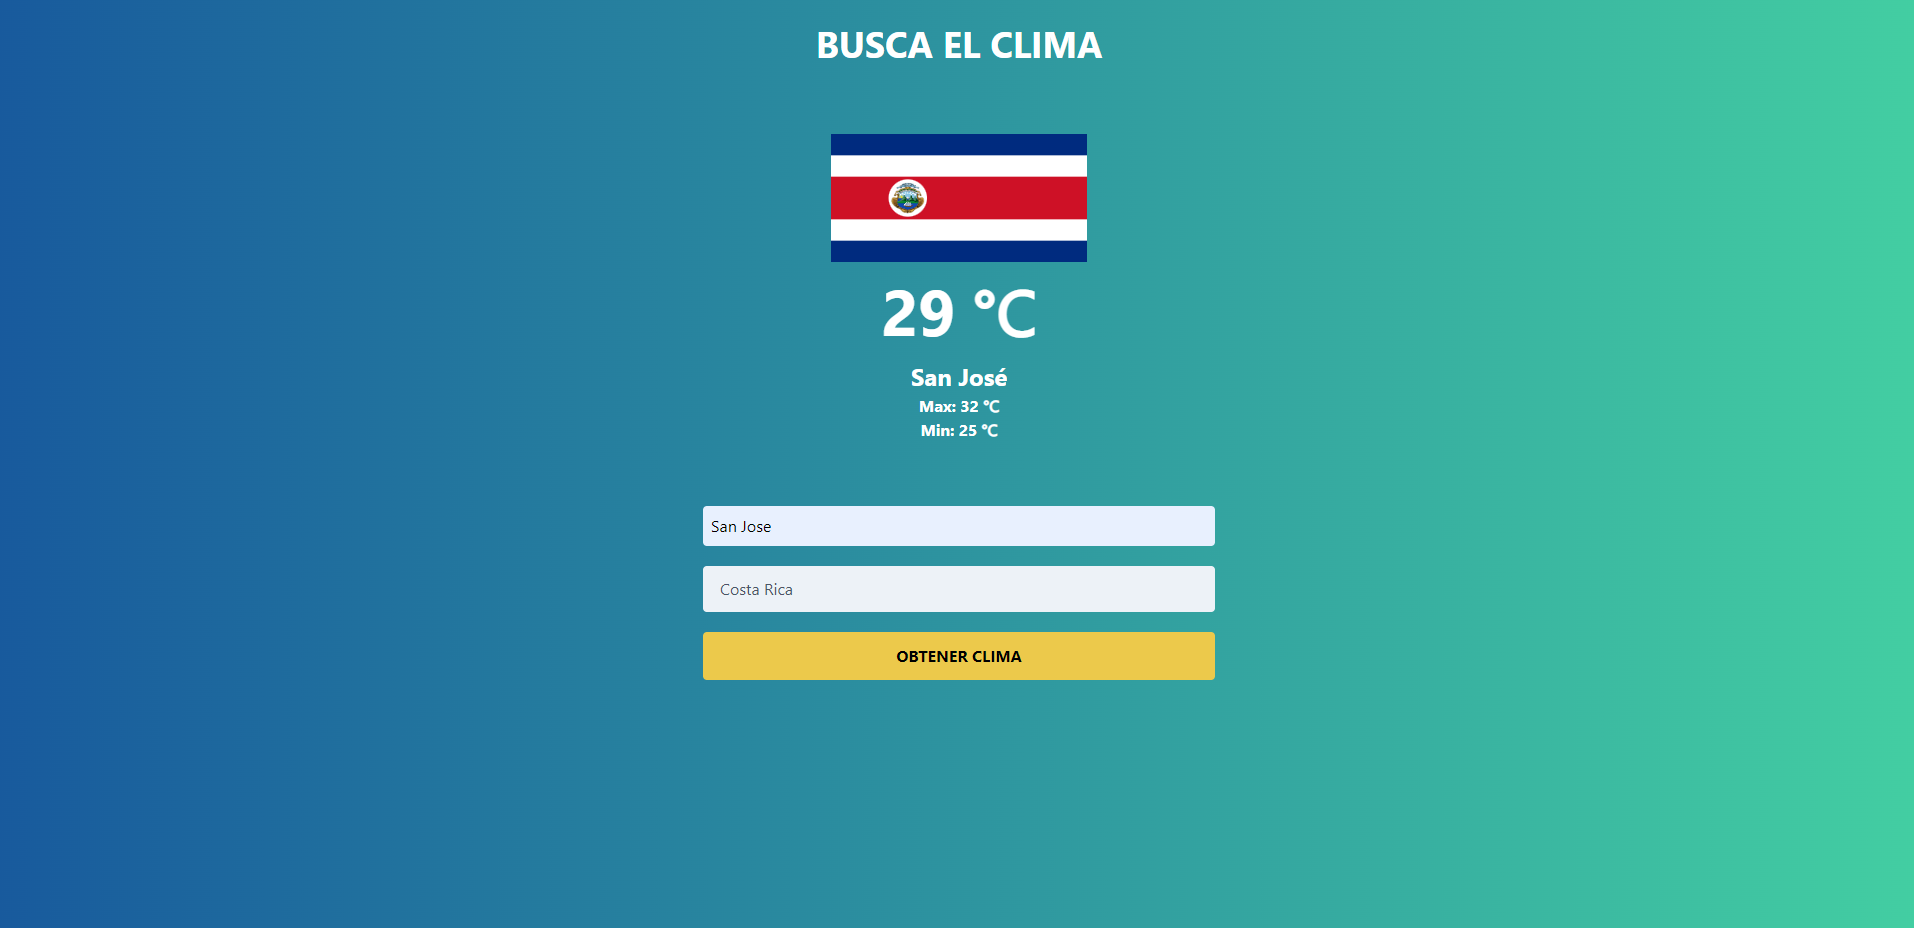 BUSCA EL CLIMA
29 ℃
San José
Max: 32 ℃
Min: 25 ℃
San Jose
Costa Rica
OBTENER CLIMA